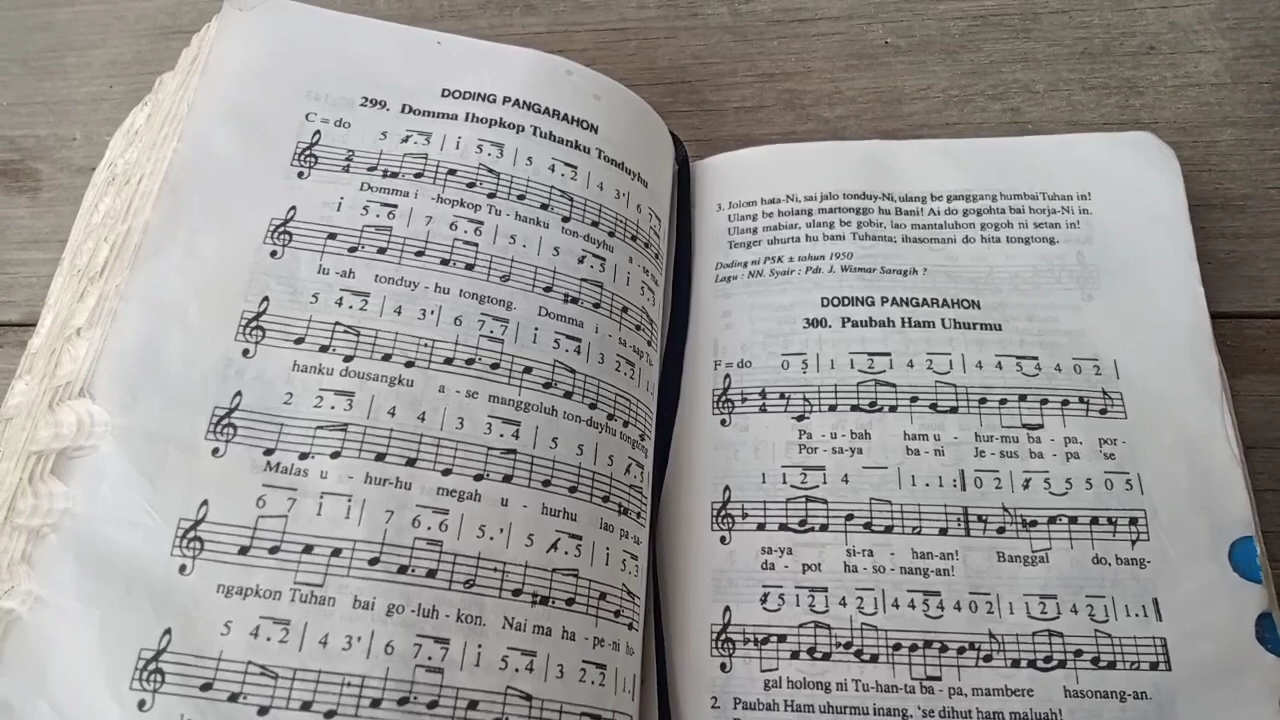 DODING PANGARAHON
299. Domma Ihopkop Tuhanku Tonduyhu
C = do
Domma i -hopkop Tu - hanku ton-duyhu a - se ma-
lu -ah tonduy - hu tongtong. Domma i - sa-sap Tu-
hanku dousangku a - se manggoluh ton-duyhu tongtong
Malas u - hur-hu megah u - hurhu lao pa-sa-
ngapkon Tuhan bai go -luh - kon. Nai ma ha - pe -ni ho-
3. Jolom hata-Ni, sai jalo tonduy-Ni, ulang be ganggang humbai Tuhan in!
Ulang be holang martonggo hu Bani! Ai do gogohta bai horja-Ni in.
Ulang mabiar, ulang be gobir, lao mantaluhon gogoh ni setan in!
Tenger uhurta hu bani Tuhanta; ihasomani do hita tongtong.
Doding ni PSK ± tahun 1950
Lagu : NN. Syair : Pdt. J. Wismar Saragih ?
DODING PANGARAHON
300. Paubah Ham Uhurmu
F = do
Pa - u - bah ham u - hur-mu ba - pa, por-
Por - sa-ya ba - ni Je - sus ba - pa 'se
sa-ya si-ra - han-an! Banggal do, bang-
da - pot ha - so - nang-an!
gal holong ni Tu-han-ta ba - pa, mambere hasonang-an.
2. Paubah Ham uhurmu inang, 'se dihut ham maluah!